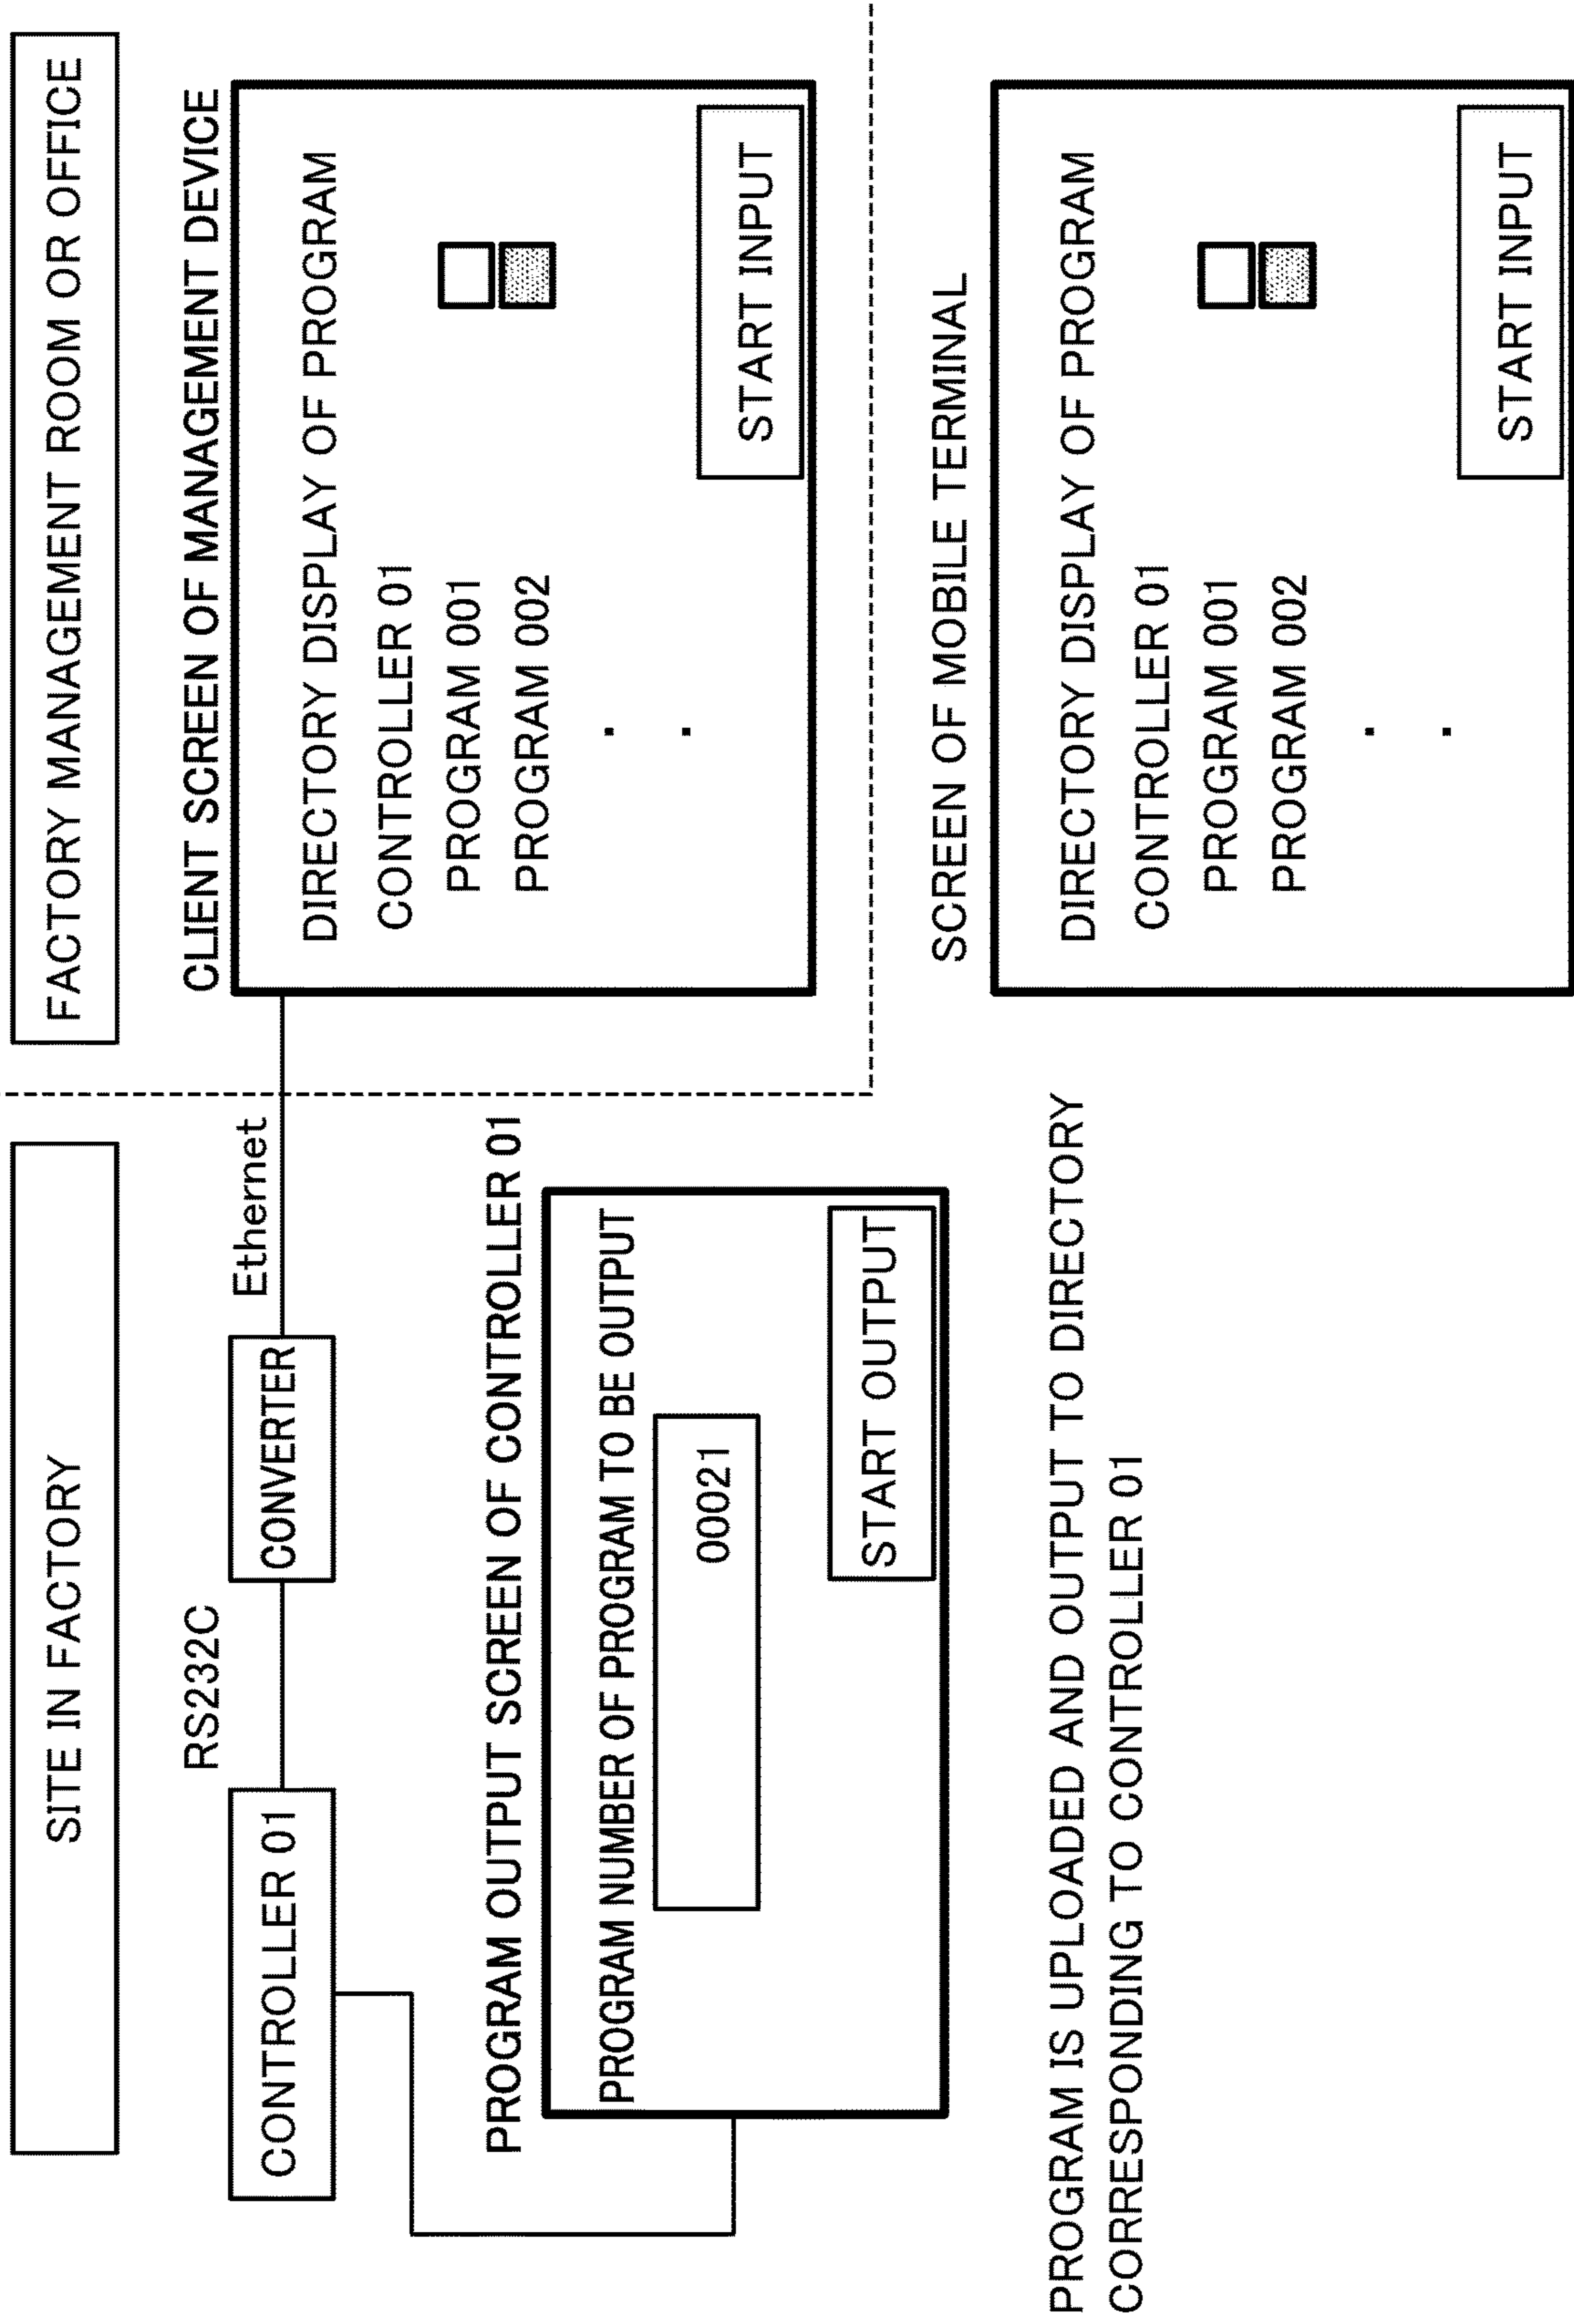 SITE IN FACTORY
FACTORY MANAGEMENT ROOM OR OFFICE
RS232C
CONTROLLER 01
CONVERTER
Ethernet
CLIENT SCREEN OF MANAGEMENT DEVICE
DIRECTORY DISPLAY OF PROGRAM
CONTROLLER 01
PROGRAM 001
PROGRAM 002
.
.
START INPUT
PROGRAM OUTPUT SCREEN OF CONTROLLER 01
PROGRAM NUMBER OF PROGRAM TO BE OUTPUT
00021
START OUTPUT
SCREEN OF MOBILE TERMINAL
DIRECTORY DISPLAY OF PROGRAM
CONTROLLER 01
PROGRAM 001
PROGRAM 002
.
.
START INPUT
PROGRAM IS UPLOADED AND OUTPUT TO DIRECTORY
CORRESPONDING TO CONTROLLER 01